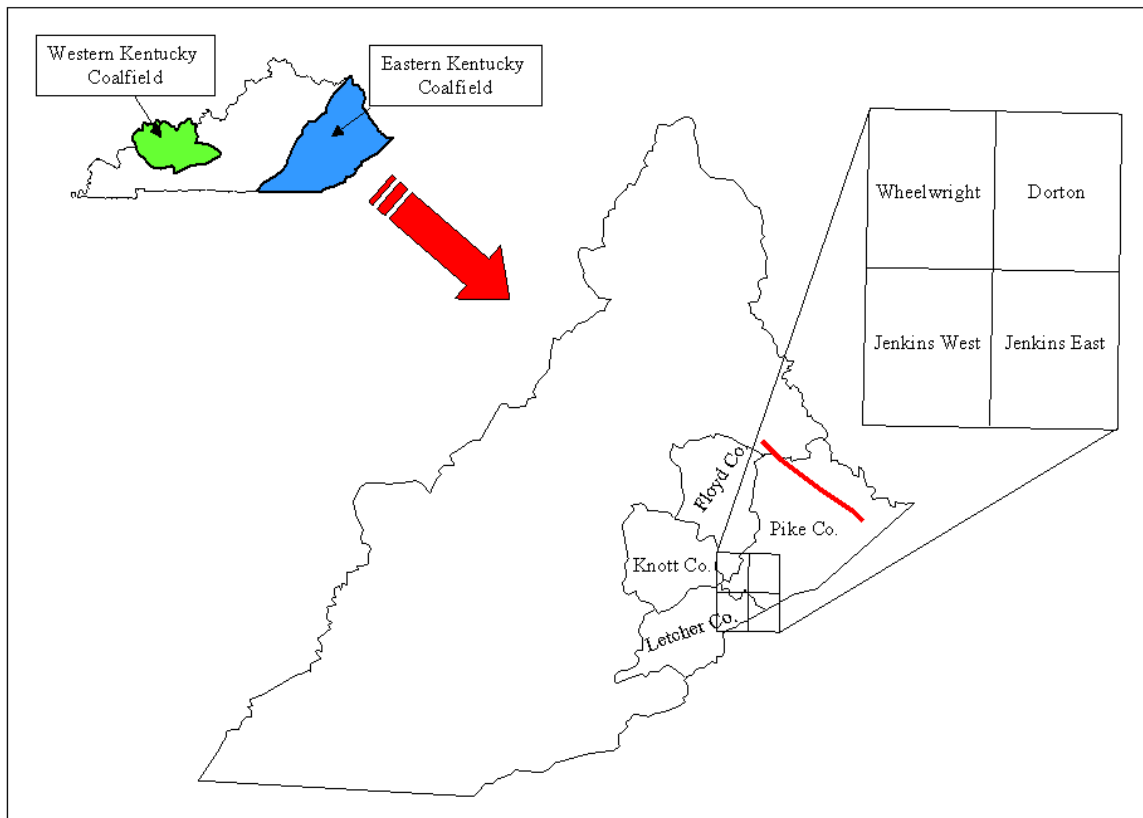 Western Kentucky
Coalfield
Eastern Kentucky
Coalfield
Wheelwright
Dorton
Jenkins West
Jenkins East
Floyd Co.
Pike Co.
Knott Co.
Letcher Co.